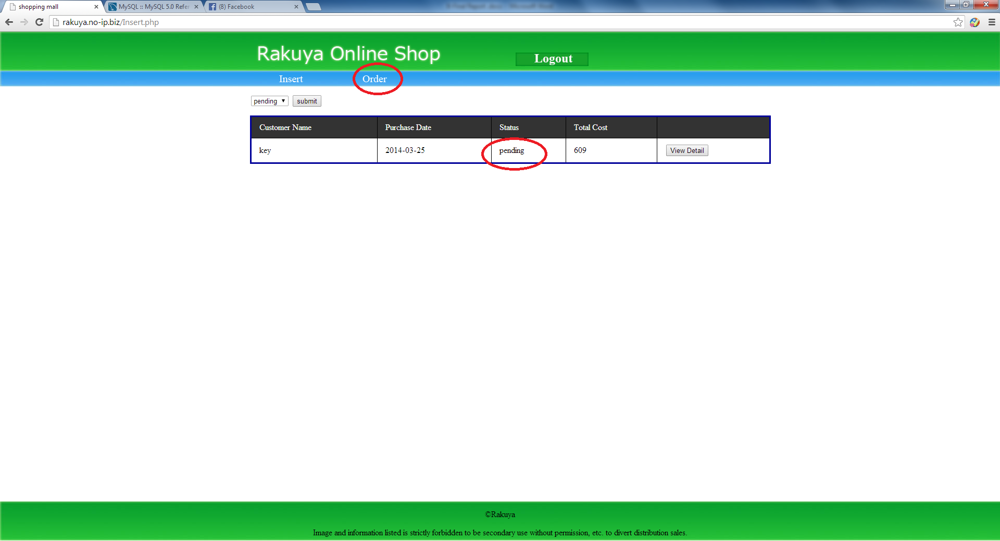 shopping mall
MySQL :: MySQL 5.0 Refer
(8) Facebook
rakuya.no-ip.biz/Insert.php
Rakuya Online Shop
Logout
Insert
Order
pending
submit
Customer Name
Purchase Date
Status
Total Cost
key
2014-03-25
pending
609
View Detail
©Rakuya
Image and information listed is strictly forbidden to be secondary use without permission, etc. to divert distribution sales.